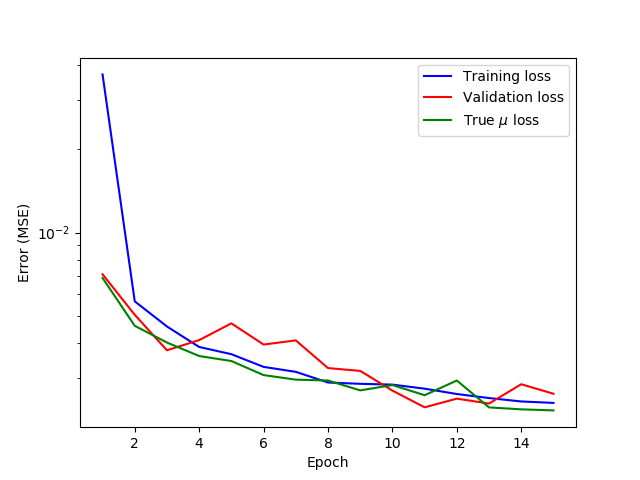 Training loss
Validation loss
True μ loss
Error (MSE)
10⁻²
2 4 6 8 10 12 14
Epoch